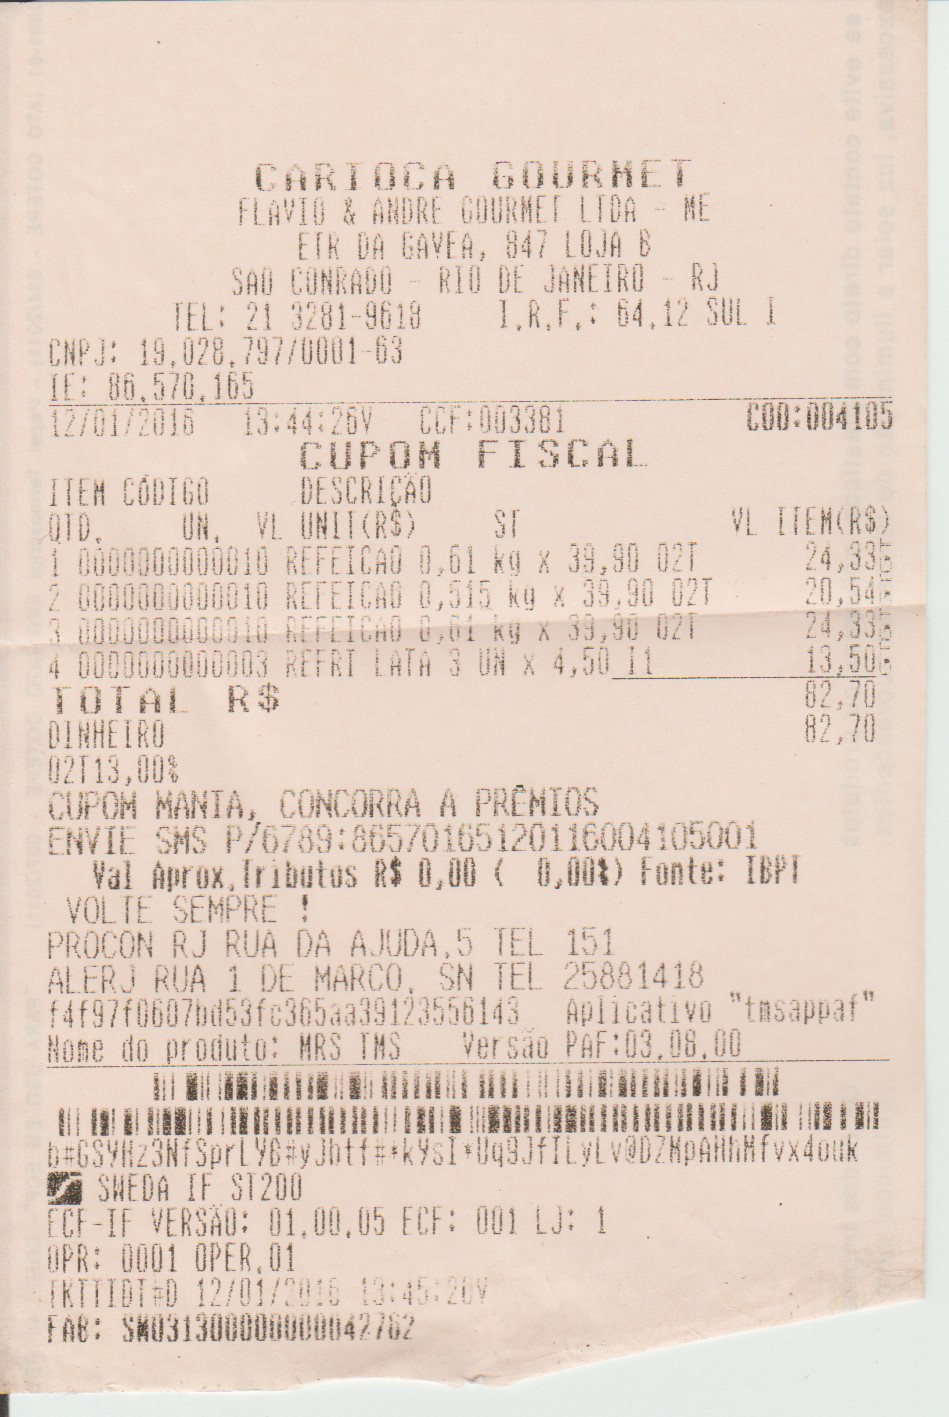 CARIOCA GOURMET
FLAVIO & ANDRE GOURMET LTDA - ME
ETR DA GAVEA, 847 LOJA B
SAO CONRADO - RIO DE JANEIRO - RJ
TEL: 21 3281-9618 I.R.F.: 64.12 SUL I
CNPJ: 19.028.797/0001-63
IE: 86.570.165
12/01/2016 13:44:26V CCF:003381 COO:004105
CUPOM FISCAL
ITEM CÓDIGO DESCRIÇÃO
QTD. UN. VL UNIT(R$) ST VL ITEM(R$)
1 0000000000010 REFEICAO 0,61 kg x 39,90 02T 24,33
2 0000000000010 REFEICAO 0,515 kg x 39,90 02T 20,54
3 0000000000010 REFEICAO 0,61 kg x 39,90 02T 24,33
4 0000000000003 REFRI LATA 3 UN x 4,50 I1 13,50
TOTAL R$ 82,70
DINHEIRO 82,70
02T13,00%
CUPOM MANIA, CONCORRA A PRÊMIOS
ENVIE SMS P/6789:86570165120116004105001
Val Aprox.Tributos R$ 0,00 ( 0,00%) Fonte: IBPT
VOLTE SEMPRE !
PROCON RJ RUA DA AJUDA,5 TEL 151
ALERJ RUA 1 DE MARCO, SN TEL 25881418
f4f97f0607bd53fc365aa39123556143 Aplicativo "tmsappaf"
Nome do produto: MRS TMS Versão PAF:03.08.00
b#GSYHz3NfSprLY6#yJbtf#*kYsI*Uq9JfILyLv@DZMpAHhMfvx4ouk
SWEDA IF ST200
ECF-IF VERSÃO: 01.00.05 ECF: 001 LJ: 1
OPR: 0001 OPER.01
12/01/2016 13:45:20V
FAB: SW031300000000042762